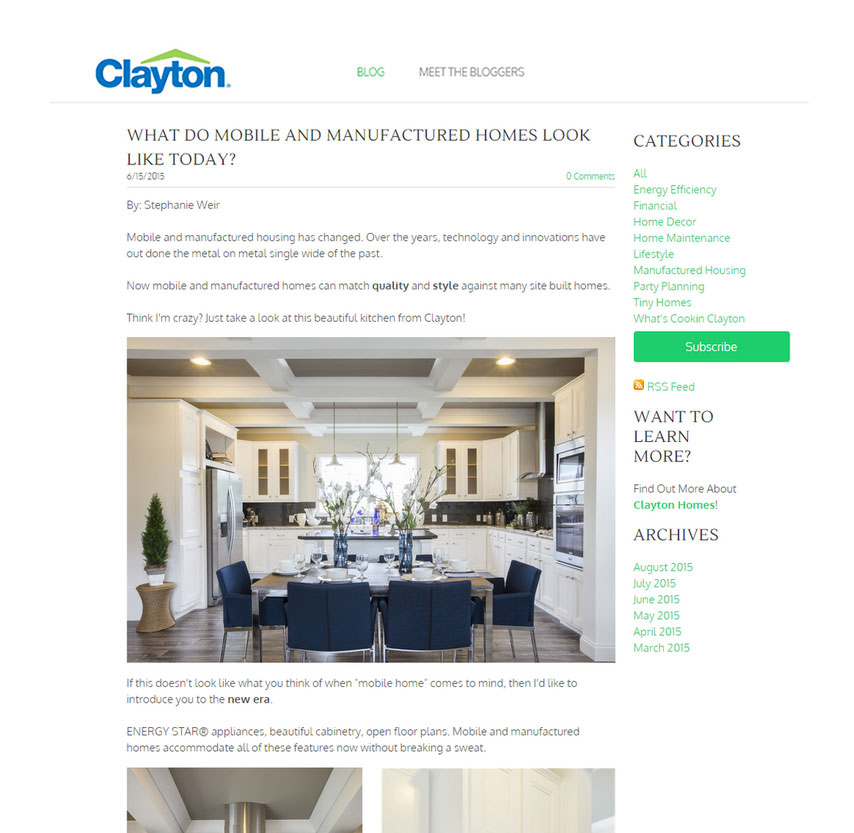 Clayton
BLOG
MEET THE BLOGGERS
WHAT DO MOBILE AND MANUFACTURED HOMES LOOK
LIKE TODAY?
6/15/2015
0 Comments
By: Stephanie Weir
Mobile and manufactured housing has changed. Over the years, technology and innovations have
out done the metal on metal single wide of the past.
Now mobile and manufactured homes can match quality and style against many site built homes.
Think I'm crazy? Just take a look at this beautiful kitchen from Clayton!
If this doesn't look like what you think of when "mobile home" comes to mind, then I'd like to
introduce you to the new era.
ENERGY STAR® appliances, beautiful cabinetry, open floor plans. Mobile and manufactured
homes accommodate all of these features now without breaking a sweat.
CATEGORIES
All
Energy Efficiency
Financial
Home Decor
Home Maintenance
Lifestyle
Manufactured Housing
Party Planning
Tiny Homes
What's Cookin Clayton
Subscribe
RSS Feed
WANT TO
LEARN
MORE?
Find Out More About
Clayton Homes!
ARCHIVES
August 2015
July 2015
June 2015
May 2015
April 2015
March 2015